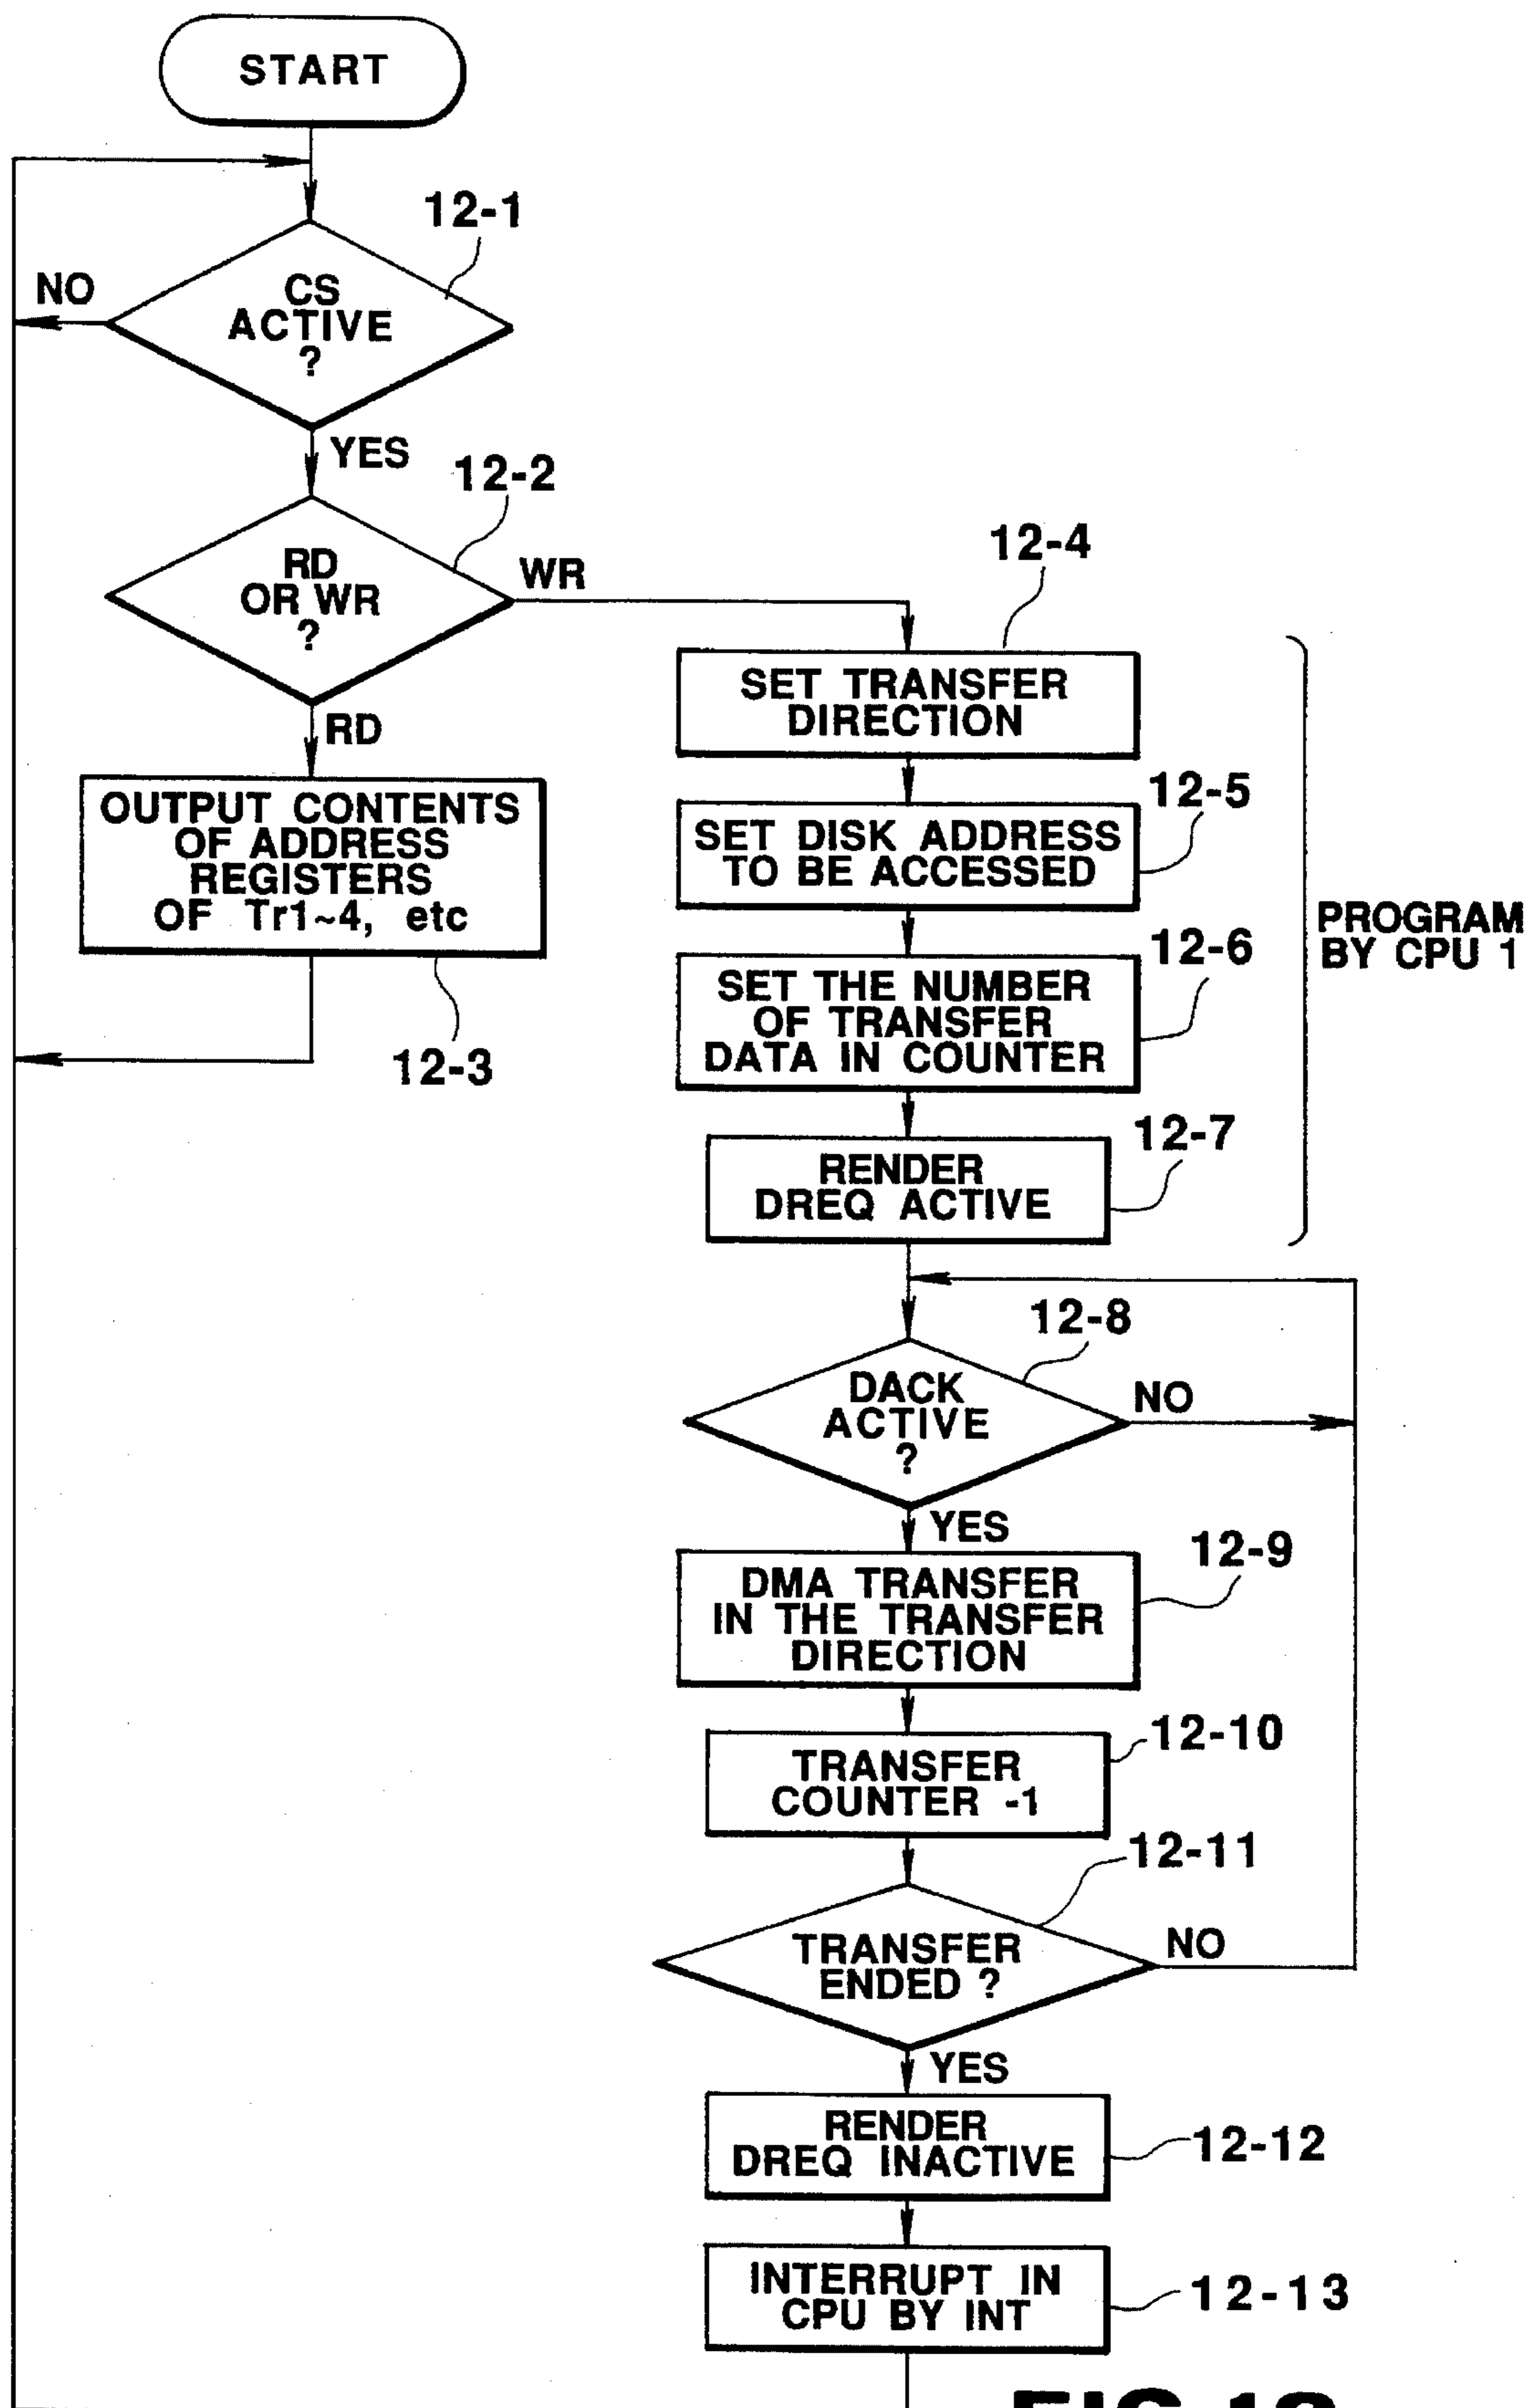 START
12-1
NO
CS
ACTIVE
?
YES
12-2
RD
OR WR
?
WR
RD
OUTPUT CONTENTS
OF ADDRESS
REGISTERS
OF Tr1~4, etc
12-3
12-4
SET TRANSFER
DIRECTION
12-5
SET DISK ADDRESS
TO BE ACCESSED
12-6
SET THE NUMBER
OF TRANSFER
DATA IN COUNTER
12-7
RENDER
DREQ ACTIVE
PROGRAM
BY CPU 1
12-8
DACK
ACTIVE
?
NO
YES
12-9
DMA TRANSFER
IN THE TRANSFER
DIRECTION
12-10
TRANSFER
COUNTER -1
12-11
TRANSFER
ENDED ?
NO
YES
RENDER
DREQ INACTIVE
12-12
INTERRUPT IN
CPU BY INT
12-13